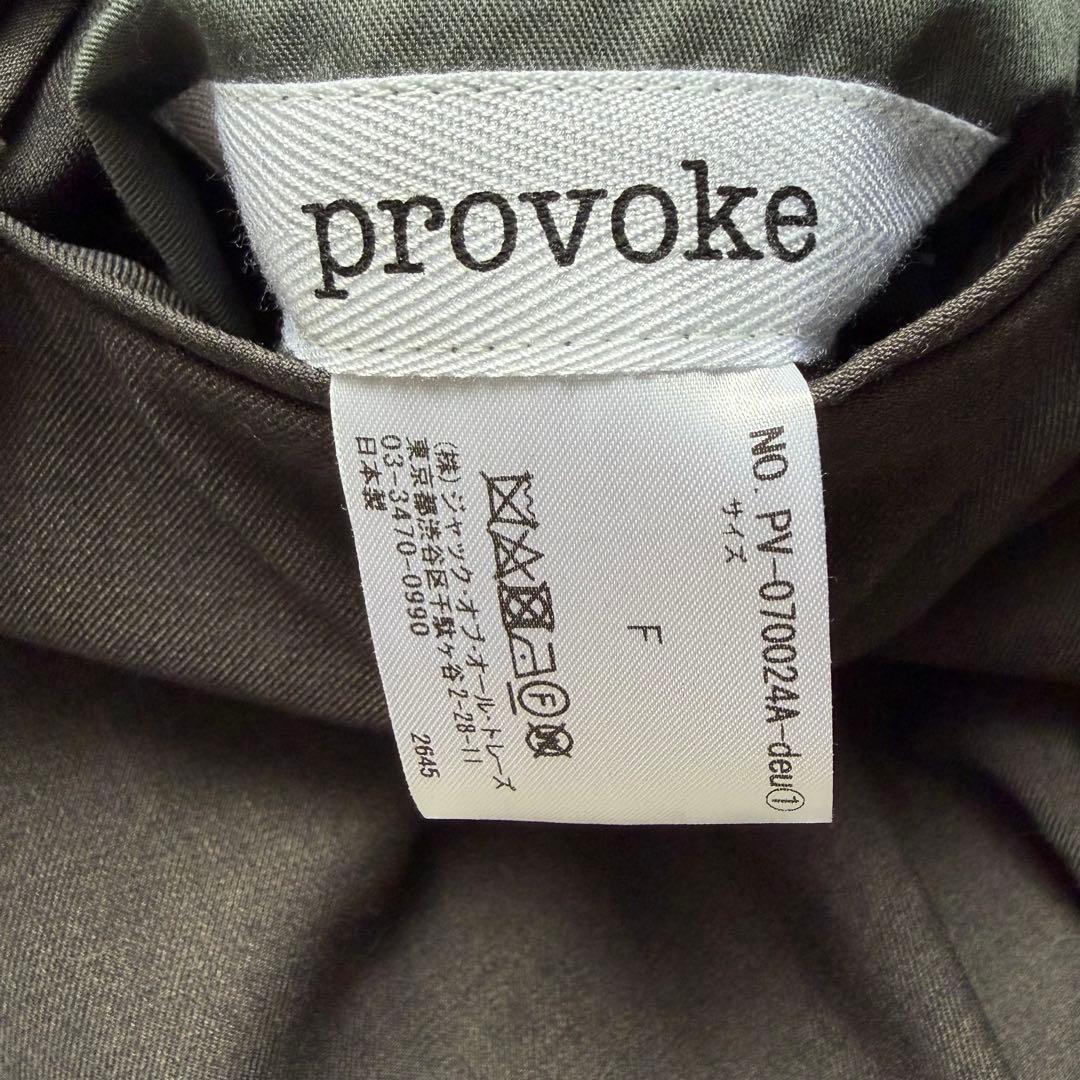 provoke
NO. PV-070024A-deu①
サイズ
F
F
W
(株)ジャック・オブ・オール・トレーズ
東京都渋谷区千駄ヶ谷2-28-11
03-3470-0990
日本製
2645